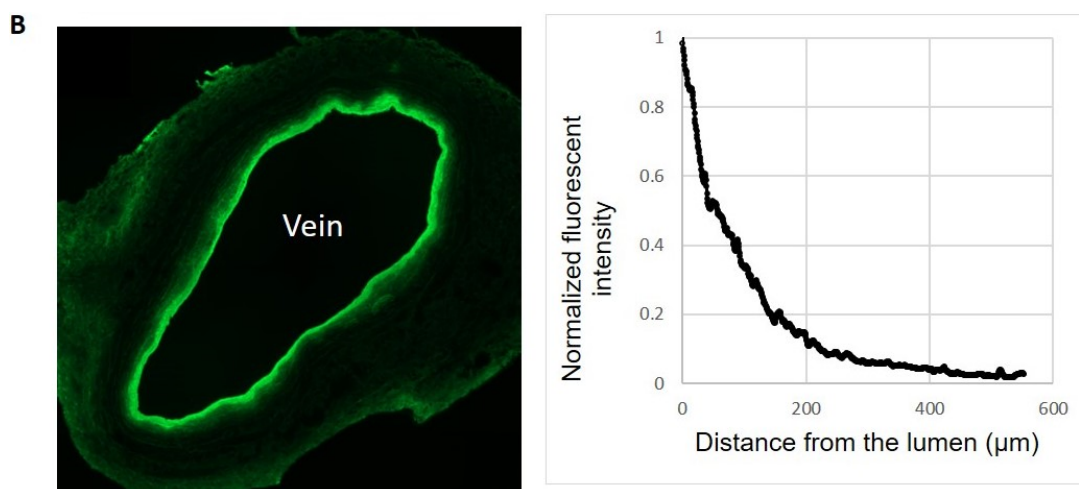 B
Vein
Normalized fluorescent
intensity
1
0.8
0.6
0.4
0.2
0
0
200
400
600
Distance from the lumen (µm)